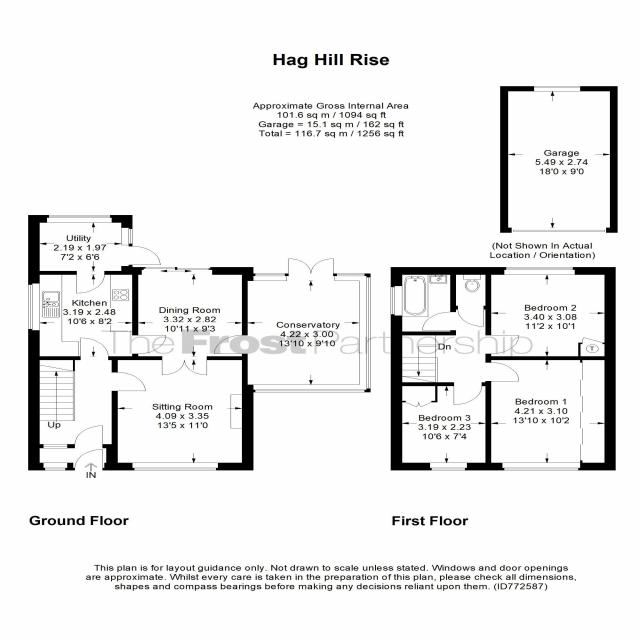 Hag Hill Rise
Approximate Gross Internal Area
101.6 sq m / 1094 sq ft
Garage = 15.1 sq m / 162 sq ft
Total = 116.7 sq m / 1256 sq ft
Garage
5.49 x 2.74
18'0 x 9'0
(Not Shown In Actual
Location / Orientation)
Utility
2.19 x 1.97
7'2 x 6'6
Kitchen
3.19 x 2.48
10'6 x 8'2
Dining Room
3.32 x 2.82
10'11 x 9'3
Conservatory
4.22 x 3.00
13'10 x 9'10
Sitting Room
4.09 x 3.35
13'5 x 11'0
Up
IN
Bedroom 2
3.40 x 3.08
11'2 x 10'1
T
Dn
Bedroom 1
4.21 x 3.10
13'10 x 10'2
Bedroom 3
3.19 x 2.23
10'6 x 7'4
The Frost Partnership
Ground Floor
First Floor
This plan is for layout guidance only. Not drawn to scale unless stated. Windows and door openings
are approximate. Whilst every care is taken in the preparation of this plan, please check all dimensions,
shapes and compass bearings before making any decisions reliant upon them. (ID772587)